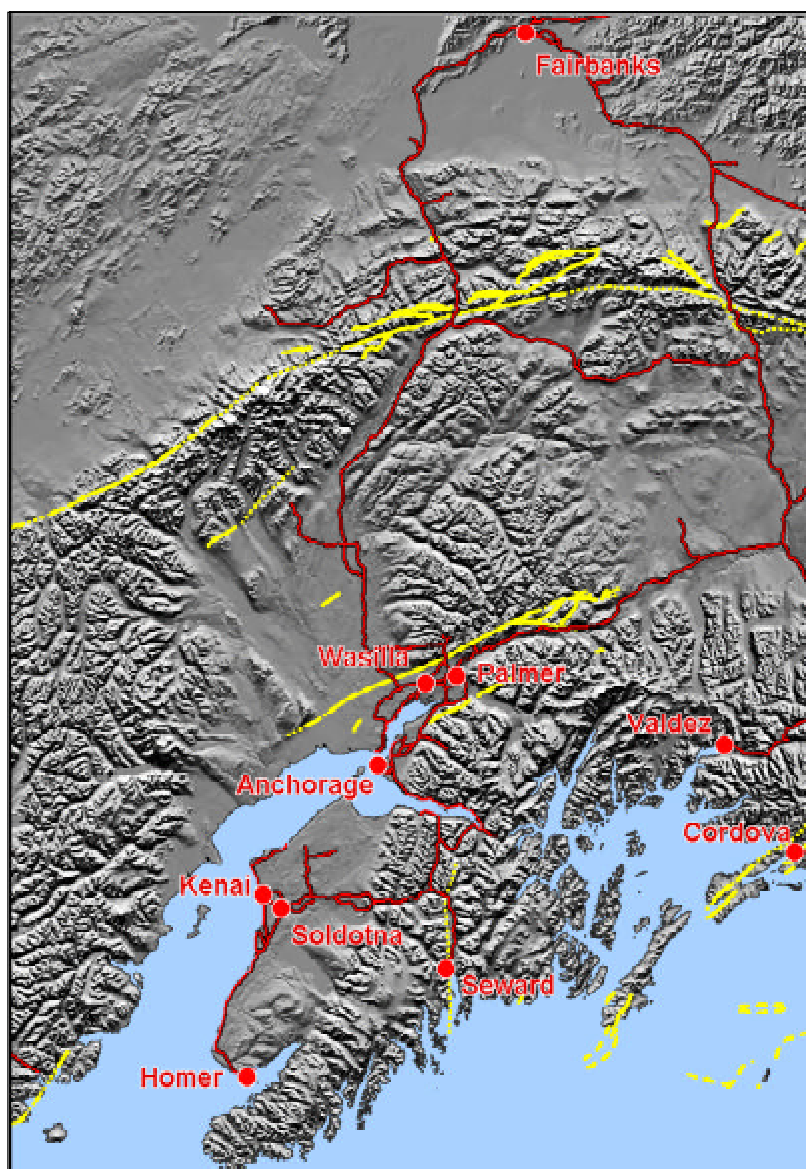 Fairbanks
Wasilla
Palmer
Valdez
Anchorage
Cordova
Kenai
Soldotna
Seward
Homer